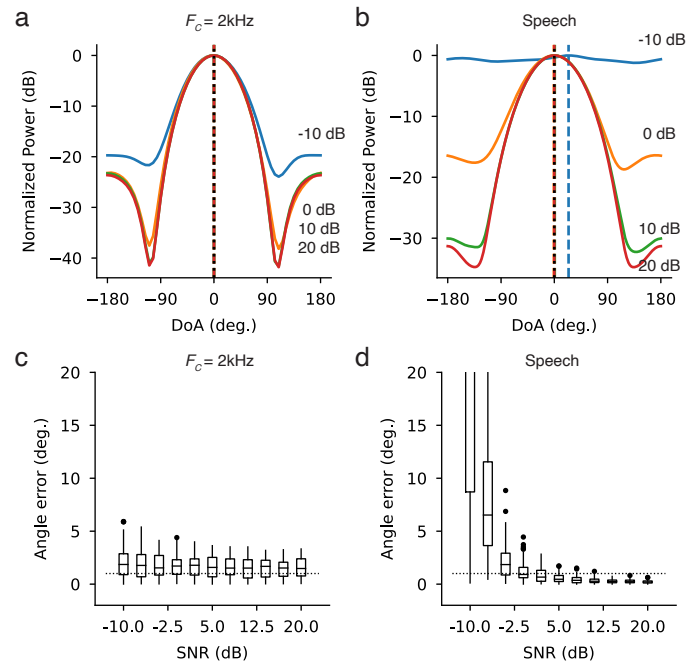 a
F_c = 2kHz
Normalized Power (dB)
0
−10
−20
−30
−40
-10 dB
0 dB
10 dB
20 dB
−180
−90
0
90
180
DoA (deg.)
b
Speech
Normalized Power (dB)
0
−10
−20
−30
-10 dB
0 dB
10 dB
20 dB
−180
−90
0
90
180
DoA (deg.)
c
F_c = 2kHz
Angle error (deg.)
20
15
10
5
0
-10.0
-2.5
5.0
12.5
20.0
SNR (dB)
d
Speech
Angle error (deg.)
20
15
10
5
0
-10.0
-2.5
5.0
12.5
20.0
SNR (dB)